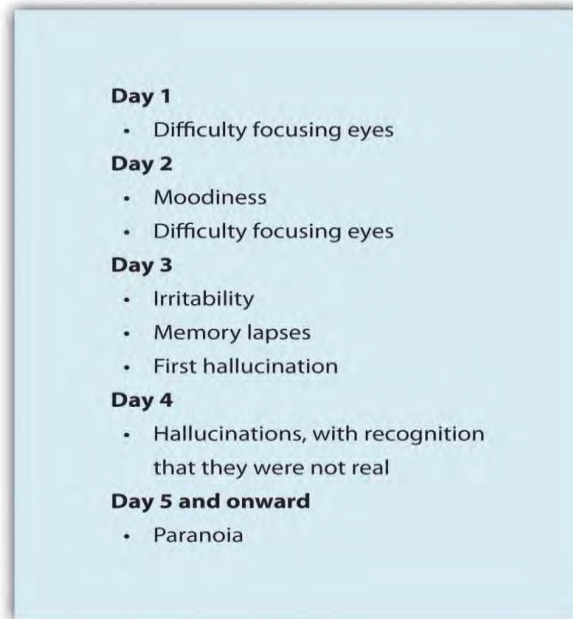 Day 1
• Difficulty focusing eyes
Day 2
• Moodiness
• Difficulty focusing eyes
Day 3
• Irritability
• Memory lapses
• First hallucination
Day 4
• Hallucinations, with recognition
that they were not real
Day 5 and onward
• Paranoia